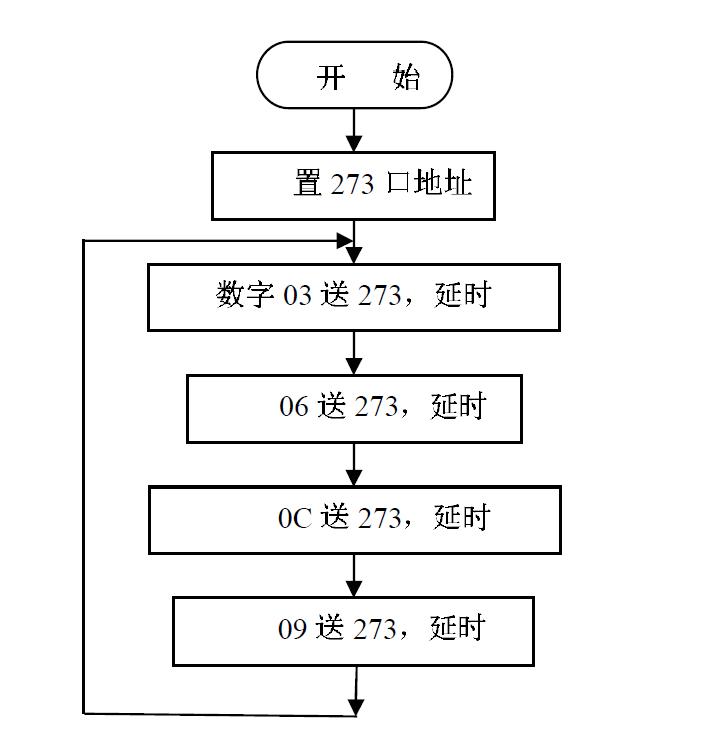 开 始
置 273 口地址
数字 03 送 273，延时
06 送 273，延时
0C 送 273，延时
09 送 273，延时